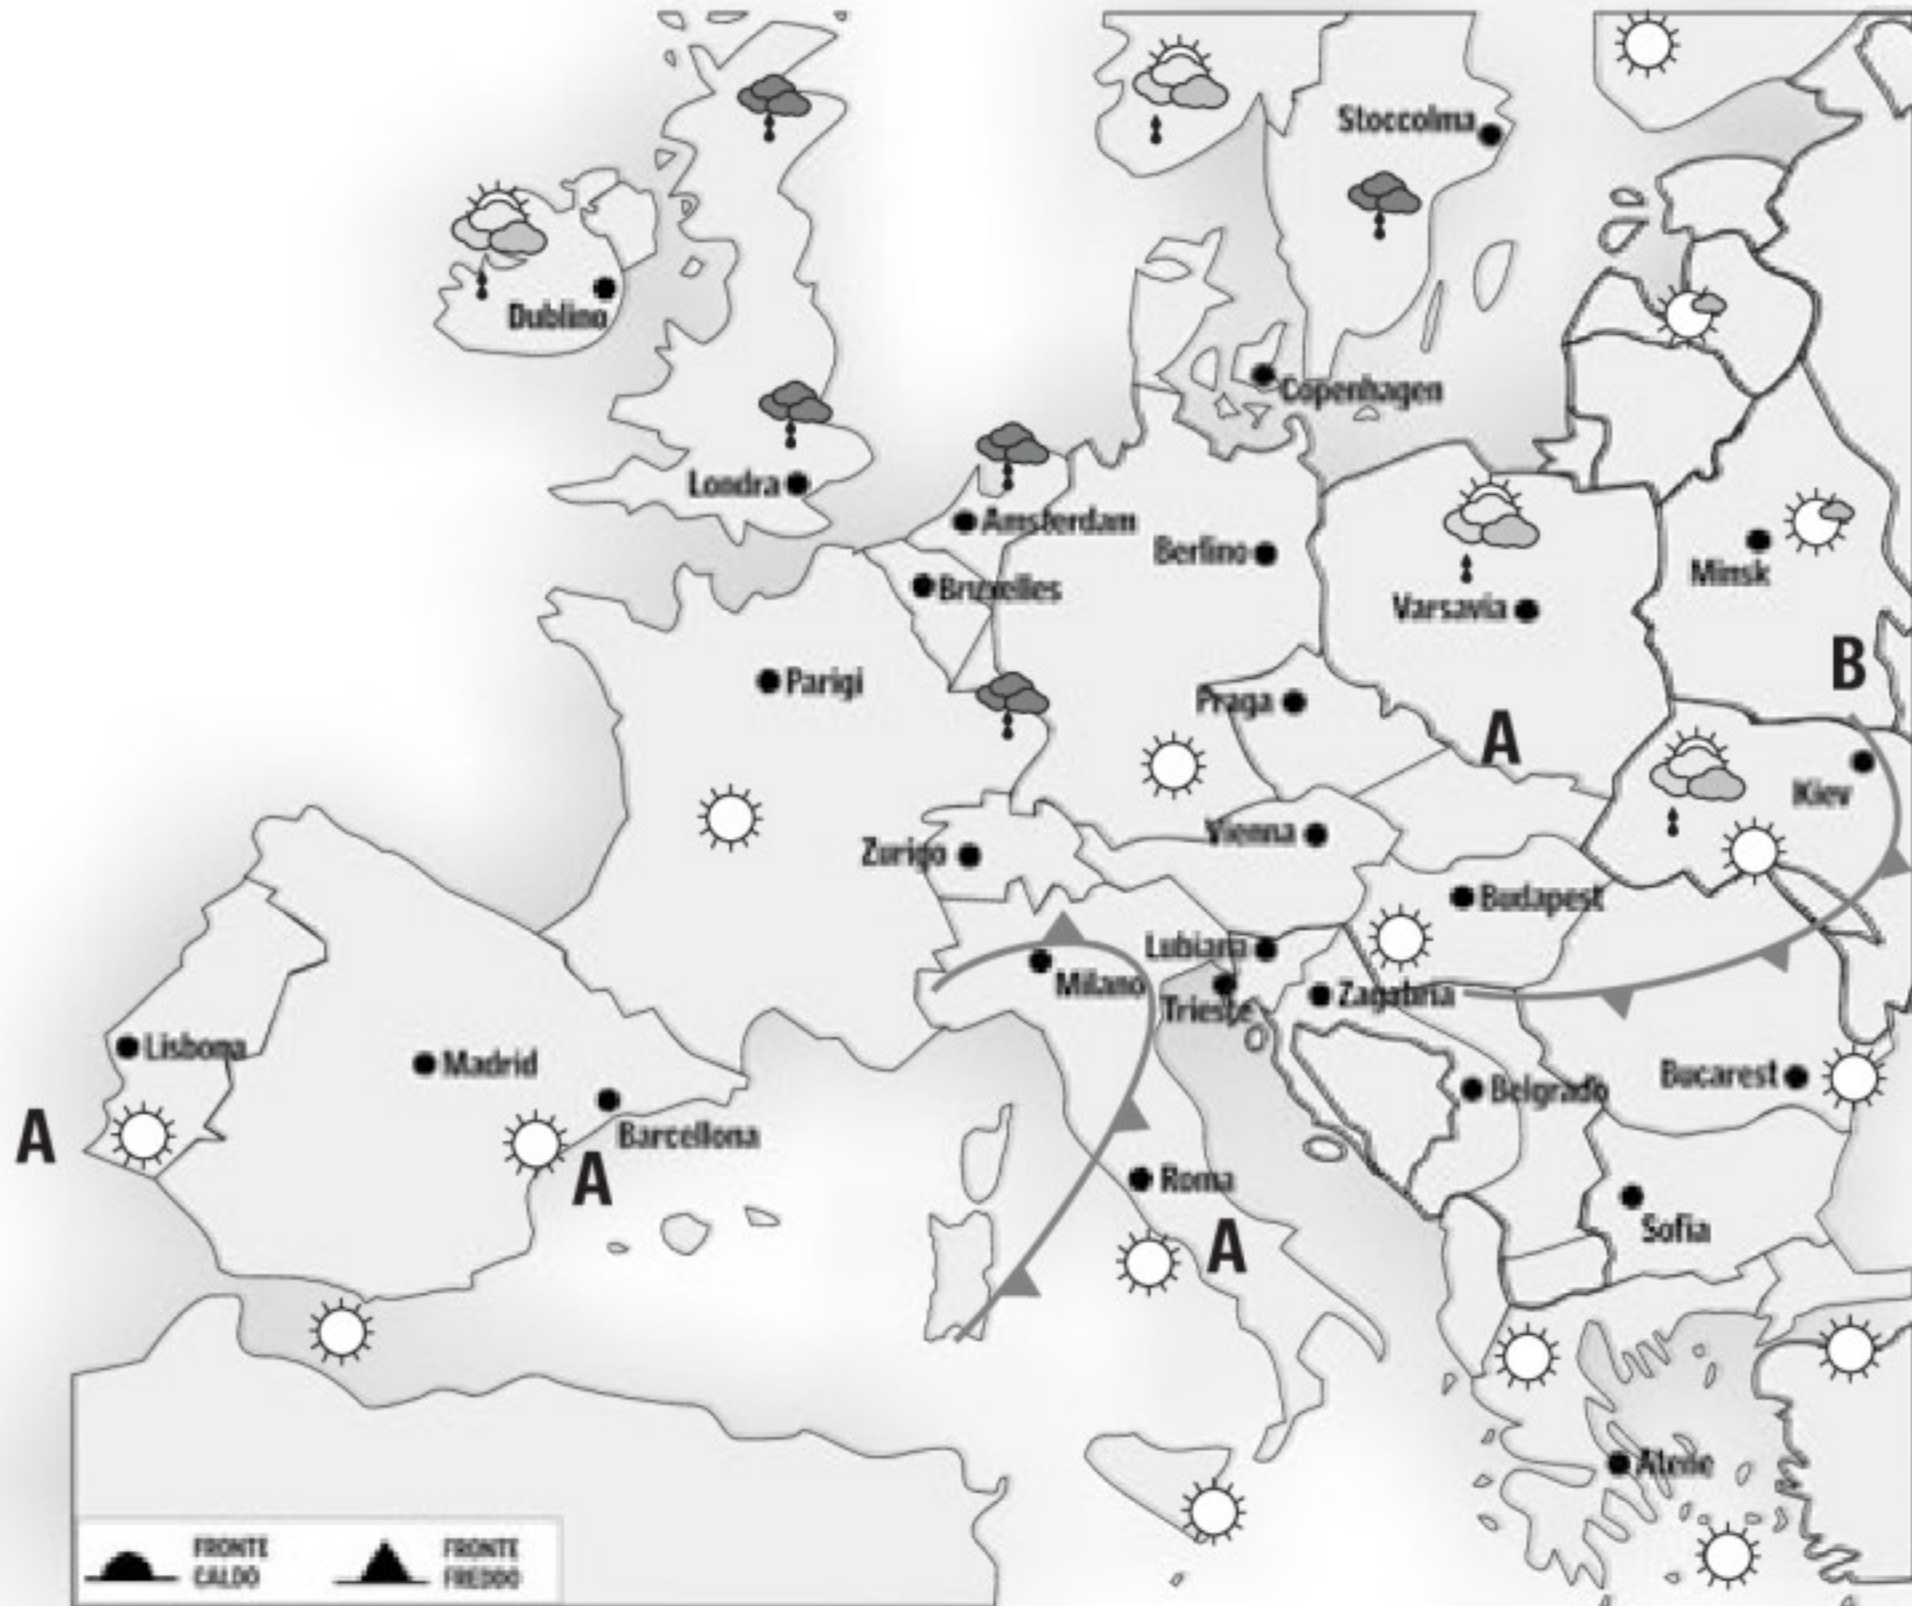 Stoccolma
Dublino
Copenhagen
Londra
Amsterdam
Berlino
Bruxelles
Minsk
Varsavia
B
Parigi
Praga
A
Kiev
Vienna
Zurigo
Budapest
Lubiana
Milano
Trieste
Zagabria
Lisbona
Madrid
Bucarest
Belgrado
A
Barcellona
A
Roma
Sofia
A
Atene
FRONTE
CALDO
FRONTE
FREDDO